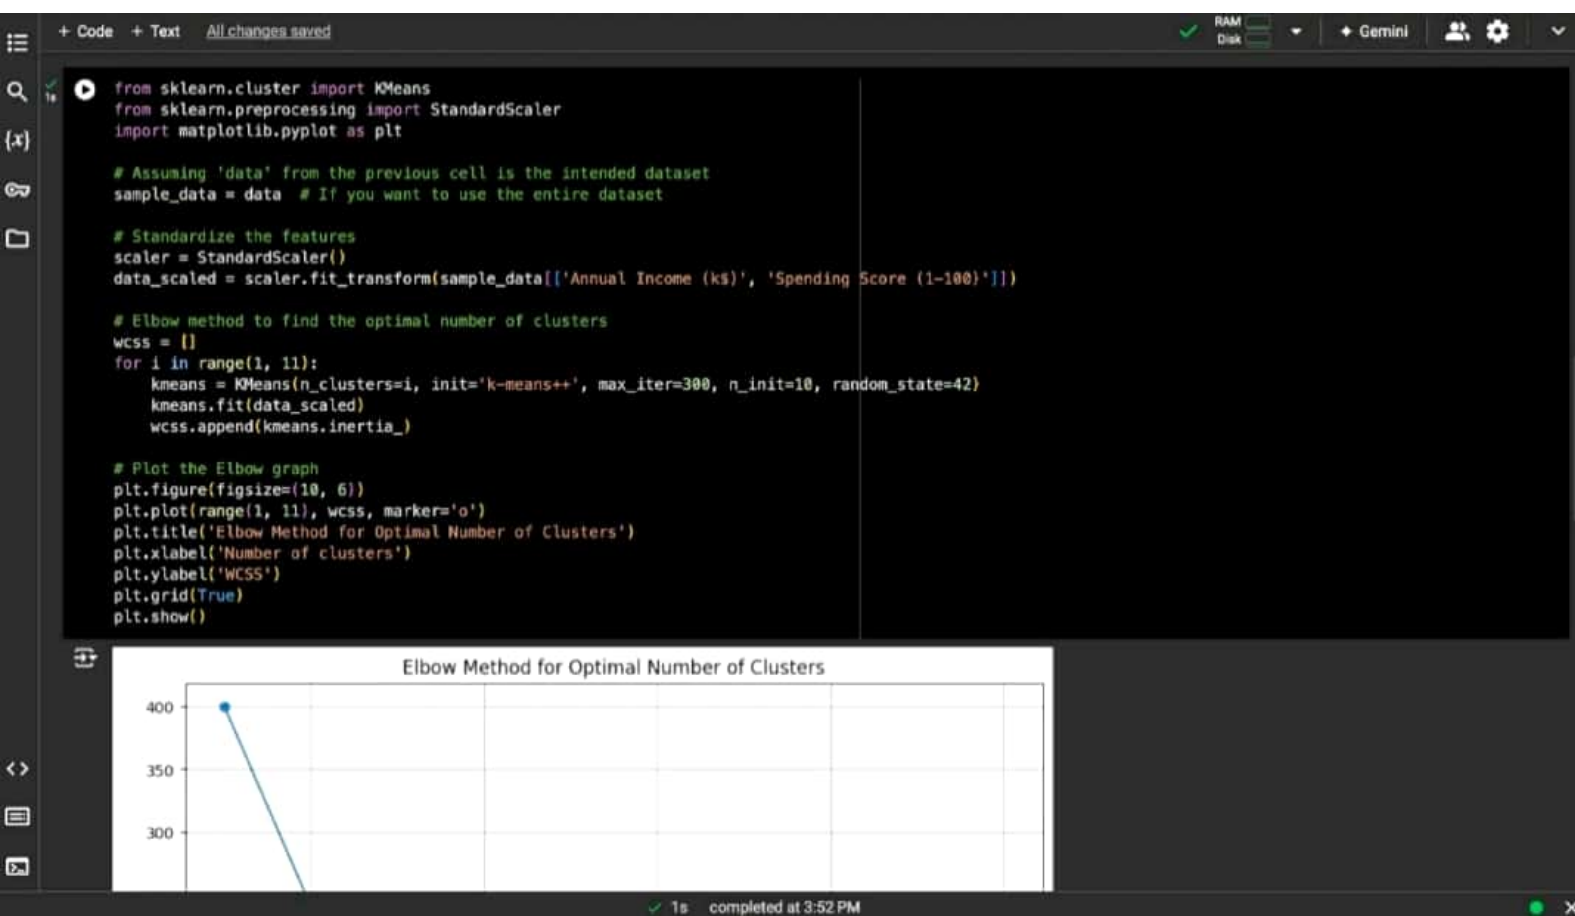 + Code + Text All changes saved
RAM
Disk
Gemini
{x}
1s
from sklearn.cluster import KMeans
from sklearn.preprocessing import StandardScaler
import matplotlib.pyplot as plt
# Assuming 'data' from the previous cell is the intended dataset
sample_data = data # If you want to use the entire dataset
# Standardize the features
scaler = StandardScaler()
data_scaled = scaler.fit_transform(sample_data[['Annual Income (k$)', 'Spending Score (1-100)']])
# Elbow method to find the optimal number of clusters
wcss = []
for i in range(1, 11):
    kmeans = KMeans(n_clusters=i, init='k-means++', max_iter=300, n_init=10, random_state=42)
    kmeans.fit(data_scaled)
    wcss.append(kmeans.inertia_)
# Plot the Elbow graph
plt.figure(figsize=(10, 6))
plt.plot(range(1, 11), wcss, marker='o')
plt.title('Elbow Method for Optimal Number of Clusters')
plt.xlabel('Number of clusters')
plt.ylabel('WCSS')
plt.grid(True)
plt.show()
Elbow Method for Optimal Number of Clusters
400
350
300
1s completed at 3:52 PM